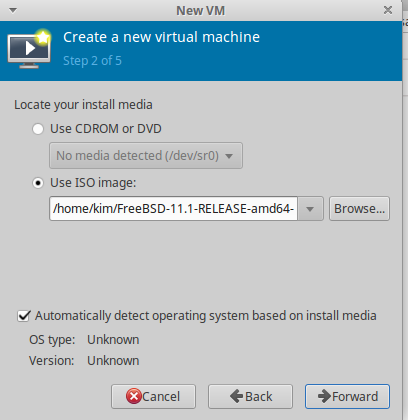 New VM
Create a new virtual machine
Step 2 of 5
Locate your install media
Use CDROM or DVD
No media detected (/dev/sr0)
Use ISO image:
/home/kim/FreeBSD-11.1-RELEASE-amd64- Browse...
Automatically detect operating system based on install media
OS type: Unknown
Version: Unknown
Cancel Back Forward